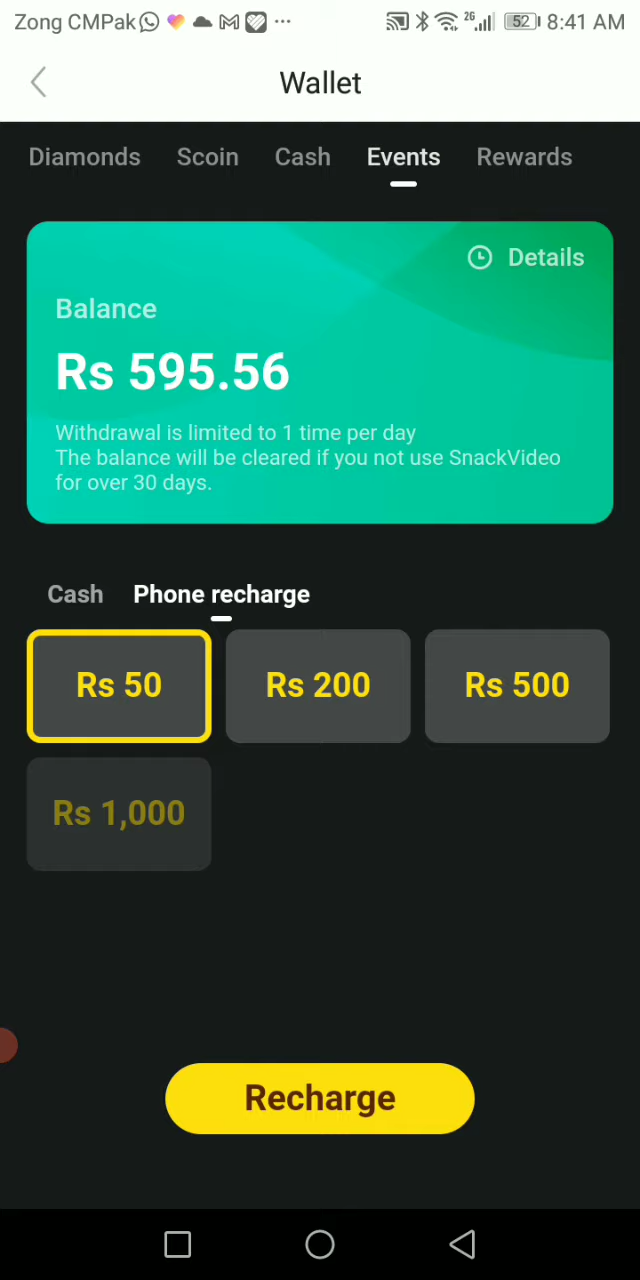 Zong CMPak 26 52 8:41 AM
Wallet
Diamonds Scoin Cash Events Rewards
Details
Balance
Rs 595.56
Withdrawal is limited to 1 time per day
The balance will be cleared if you not use SnackVideo
for over 30 days.
Cash Phone recharge
Rs 50 Rs 200 Rs 500
Rs 1,000
Recharge